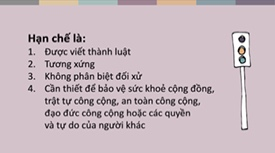 Hạn chế là:
1. Được viết thành luật
2. Tương xứng
3. Không phân biệt đối xử
4. Cần thiết để bảo vệ sức khoẻ cộng đồng,
trật tự công cộng, an toàn công cộng,
đạo đức công cộng hoặc các quyền
và tự do của người khác